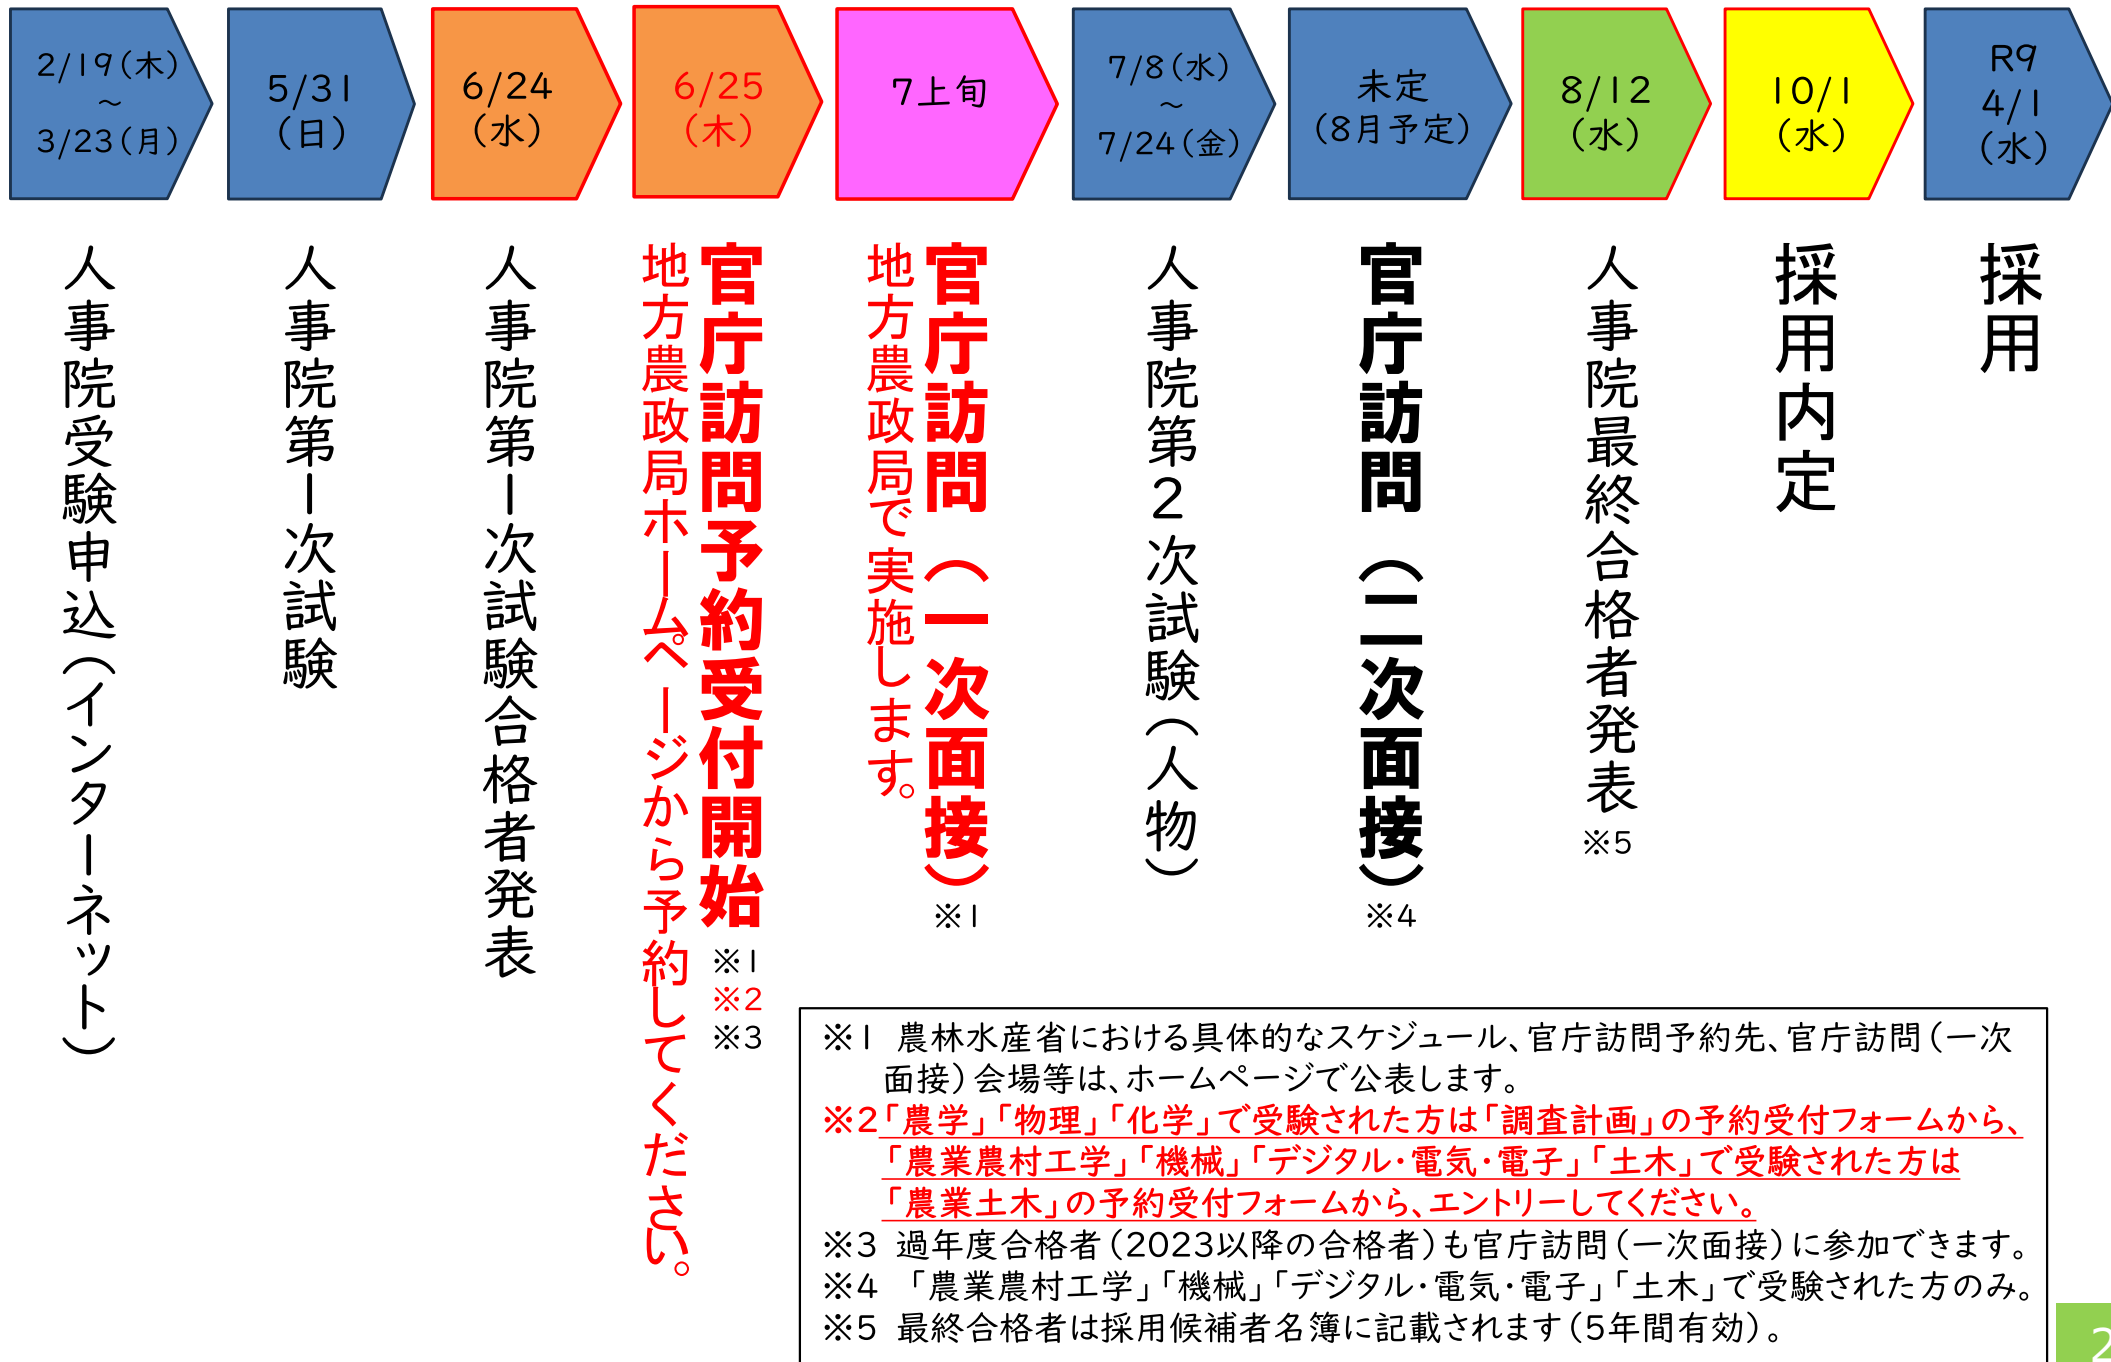 2/19(木)
～
3/23(月)
5/31
(日)
6/24
(水)
6/25
(木)
7上旬
7/8(水)
～
7/24(金)
未定
(8月予定)
8/12
(水)
10/1
(水)
R9
4/1
(水)
人事院受験申込(インターネット)
人事院第1次試験
人事院第1次試験合格者発表
官庁訪問予約受付開始
※1
※2
※3
地方農政局ホームページから予約してください。
官庁訪問(一次面接)
※1
地方農政局で実施します。
人事院第2次試験(人物)
官庁訪問(二次面接)
※4
人事院最終合格者発表
※5
採用内定
採用
※1 農林水産省における具体的なスケジュール、官庁訪問予約先、官庁訪問(一次
面接)会場等は、ホームページで公表します。
※2「農学」「物理」「化学」で受験された方は「調査計画」の予約受付フォームから、
「農業農村工学」「機械」「デジタル・電気・電子」「土木」で受験された方は
「農業土木」の予約受付フォームから、エントリーしてください。
※3 過年度合格者(2023以降の合格者)も官庁訪問(一次面接)に参加できます。
※4 「農業農村工学」「機械」「デジタル・電気・電子」「土木」で受験された方のみ。
※5 最終合格者は採用候補者名簿に記載されます(5年間有効)。
2